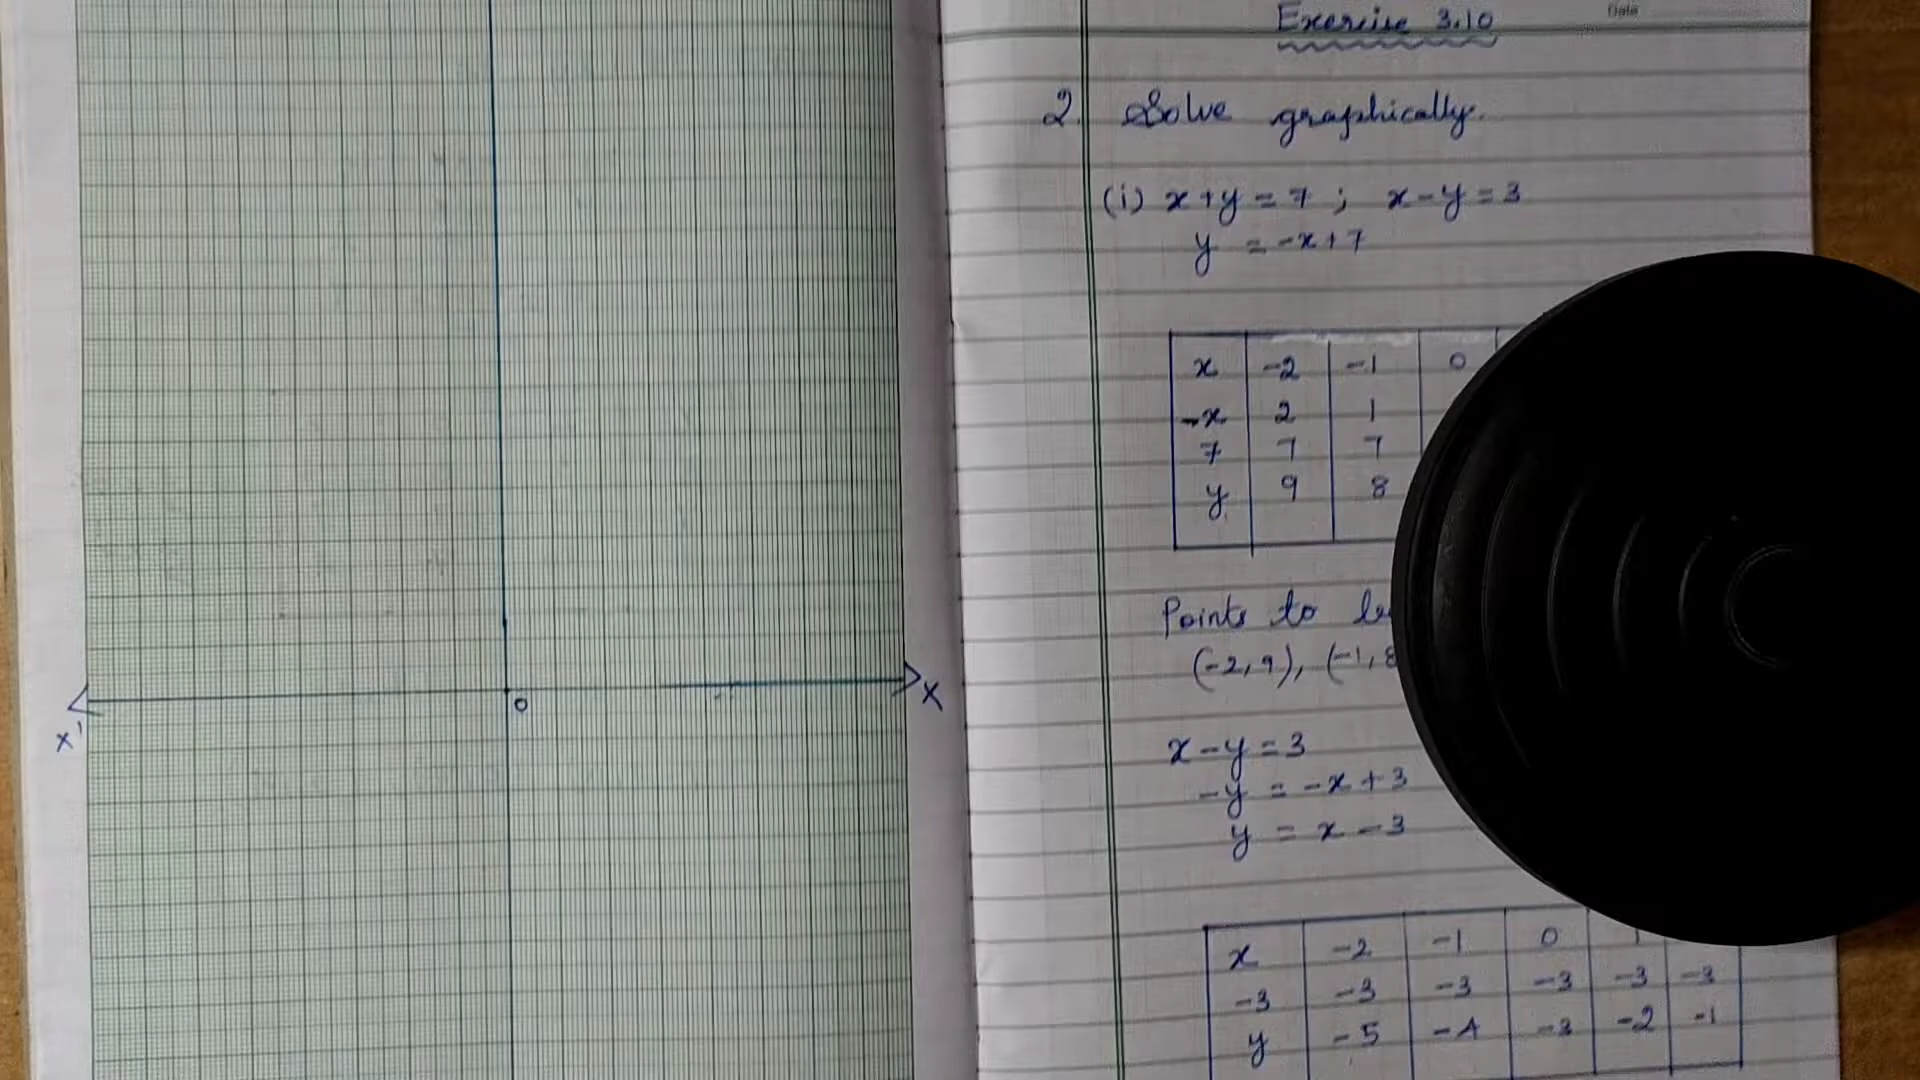 Exercise 3.10
Date
2. Solve graphically.
(i) x+y=7 ; x-y=3
y = -x+7
x -2 -1 0
-x 2 1
7 7 7
y 9 8
Points to
(-2,9), (-1,8
x-y=3
-y = -x+3
y = x-3
x -2 -1 0 1
-3 -3 -3 -3 -3 -3
y -5 -4 -3 -2 -1
O
X
X'